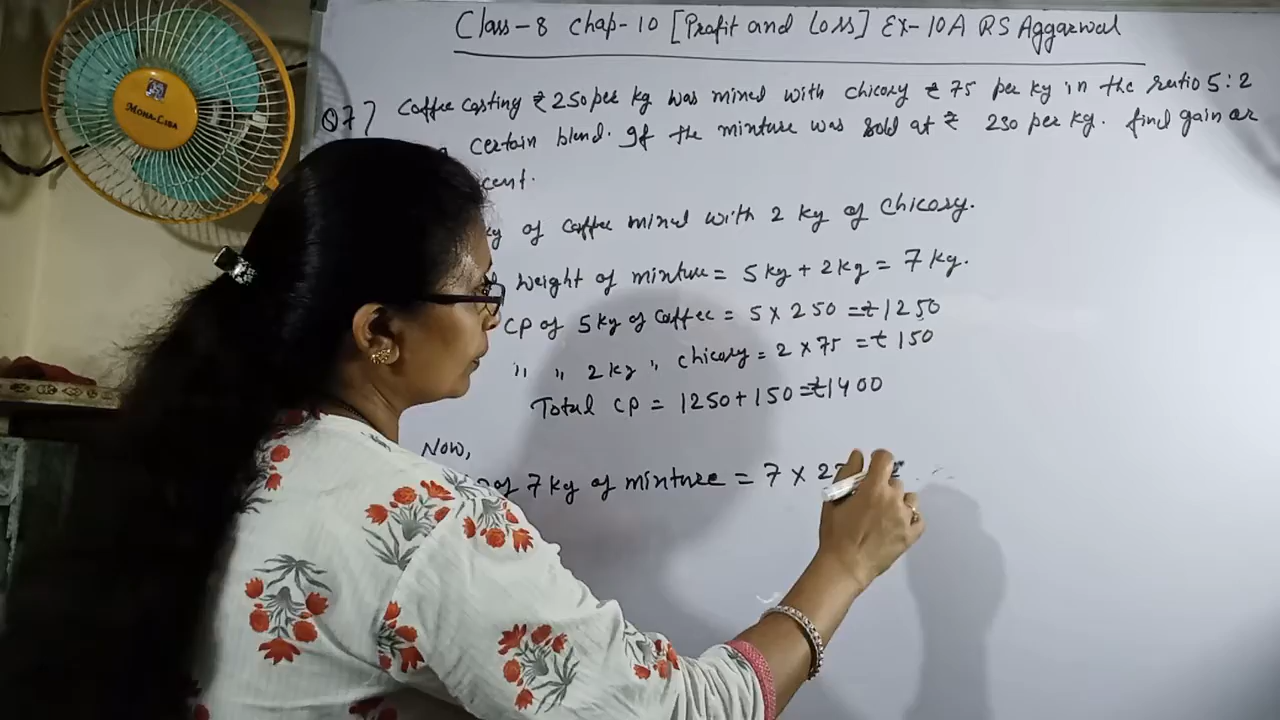 Class-8 Chap-10 [Profit and Loss] Ex-10A RS Aggarwal
Q7) Coffee costing ₹ 250 per kg was mixed with chicory ₹ 75 per kg in the ratio 5:2
certain blend. If the mixture was sold at ₹ 230 per kg. find gain or
cent.
kg of coffee mixed with 2 kg of chicory.
weight of mixture = 5 kg + 2 kg = 7 kg.
CP of 5 kg of coffee = 5 × 250 = ₹ 1250
" " 2 kg " chicory = 2 × 75 = ₹ 150
Total CP = 1250 + 150 = ₹ 1400
Now,
of 7 kg of mixture = 7 ×
MONA-LISA